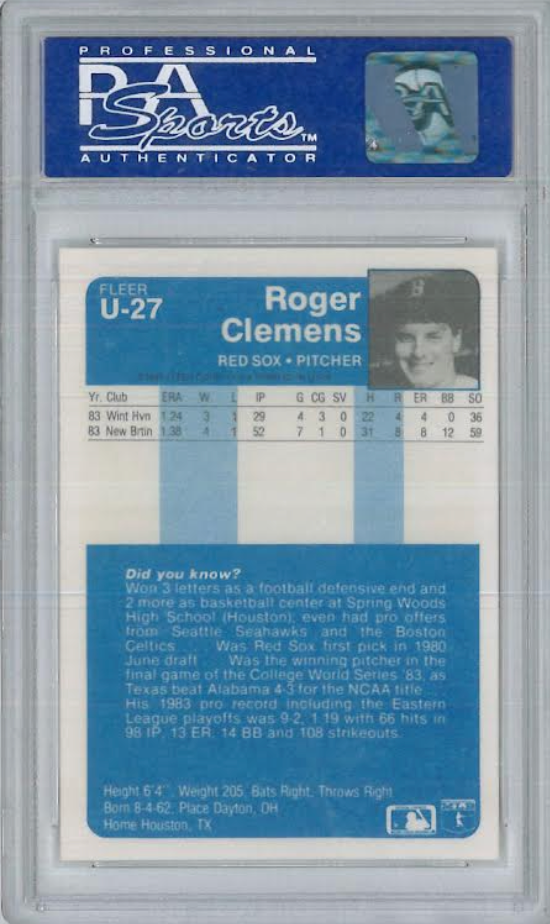 PROFESSIONAL
PSA
Sports™
AUTHENTICATOR
FLEER
U-27
Roger
Clemens
RED SOX • PITCHER
Yr. Club ERA W L IP G CG SV H R ER BB SO
83 Wint Hvn 1.24 3 1 29 4 3 0 22 4 4 0 36
83 New Brtin 1.38 4 1 52 7 1 0 31 8 8 12 59
Did you know?
Won 3 letters as a football defensive end and
2 more as basketball center at Spring Woods
High School (Houston); even had pro offers
from Seattle Seahawks and the Boston
Celtics ... Was Red Sox first pick in 1980
June draft ... Was the winning pitcher in the
final game of the College World Series '83, as
Texas beat Alabama 4-3 for the NCAA title ...
His 1983 pro record including the Eastern
League playoffs was 9-2, 1.19 with 66 hits in
98 IP, 13 ER, 14 BB and 108 strikeouts.
Height 6'4". Weight 205. Bats Right, Throws Right
Born 8-4-62. Place Dayton, OH
Home Houston, TX